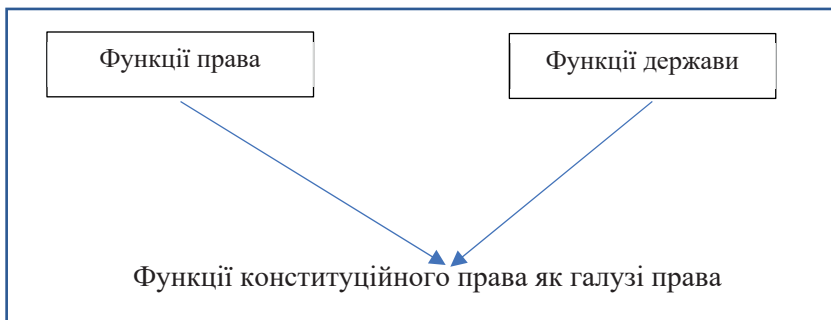 Функції права
Функції держави
Функції конституційного права як галузі права